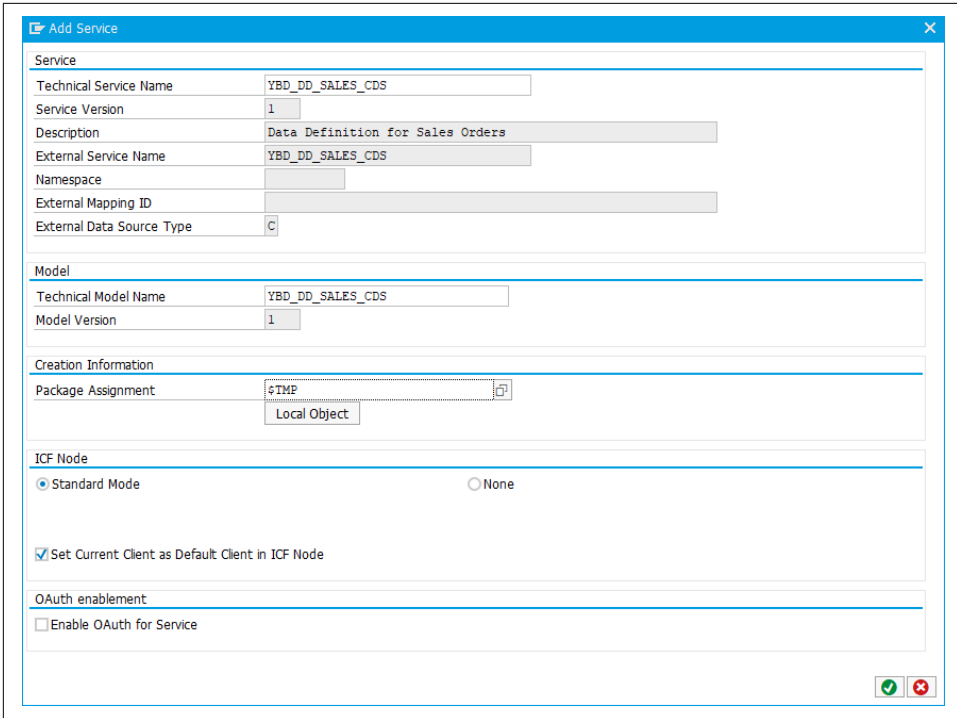 Add Service
Service
Technical Service Name YBD_DD_SALES_CDS
Service Version 1
Description Data Definition for Sales Orders
External Service Name YBD_DD_SALES_CDS
Namespace
External Mapping ID
External Data Source Type C
Model
Technical Model Name YBD_DD_SALES_CDS
Model Version 1
Creation Information
Package Assignment $TMP
Local Object
ICF Node
Standard Mode None
Set Current Client as Default Client in ICF Node
OAuth enablement
Enable OAuth for Service